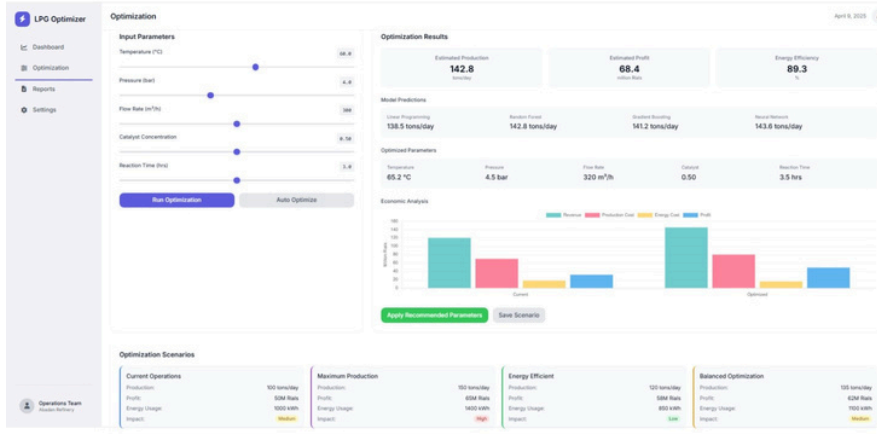 LPG Optimizer
Dashboard
Optimization
Reports
Settings
Operations Team
Abadan Refinery
Optimization
April 9, 2025
Input Parameters
Temperature (°C)
Pressure (bar)
Flow Rate (m³/h)
Catalyst Concentration
0.50
Reaction Time (hrs)
Run Optimization
Auto Optimize
Optimization Results
Estimated Production
142.8
tons/day
Estimated Profit
68.4
million Rials
Energy Efficiency
89.3
%
Model Predictions
Linear Programming
Random Forest
Gradient Boosting
Neural Network
138.5 tons/day
142.8 tons/day
141.2 tons/day
143.6 tons/day
Optimized Parameters
Temperature
Pressure
Flow Rate
Catalyst
Reaction Time
65.2 °C
4.5 bar
320 m³/h
0.50
3.5 hrs
Economic Analysis
Revenue
Production Cost
Energy Cost
Profit
160
140
120
100
80
60
40
20
0
Million Rials
Current
Optimized
Apply Recommended Parameters
Save Scenario
Optimization Scenarios
Current Operations
Production: 100 tons/day
Profit: 50M Rials
Energy Usage: 1000 kWh
Impact: Medium
Maximum Production
Production: 150 tons/day
Profit: 65M Rials
Energy Usage: 1400 kWh
Impact: High
Energy Efficient
Production: 120 tons/day
Profit: 58M Rials
Energy Usage: 850 kWh
Impact: Low
Balanced Optimization
Production: 135 tons/day
Profit: 62M Rials
Energy Usage: 1100 kWh
Impact: Medium